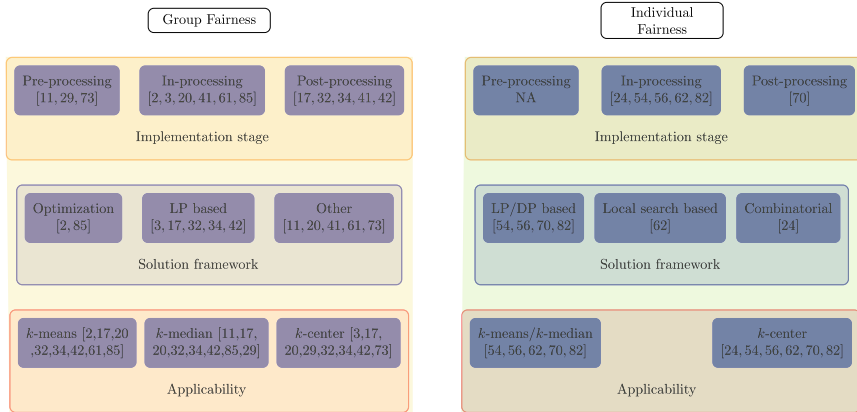 Group Fairness
Pre-processing
[11, 29, 73]
In-processing
[2, 3, 20, 41, 61, 85]
Post-processing
[17, 32, 34, 41, 42]
Implementation stage
Optimization
[2, 85]
LP based
[3, 17, 32, 34, 42]
Other
[11, 20, 41, 61, 73]
Solution framework
k-means [2,17,20
,32,34,42,61,85]
k-median [11,17,
20,32,34,42,85,29]
k-center [3,17,
20,29,32,34,42,73]
Applicability
Individual
Fairness
Pre-processing
NA
In-processing
[24, 54, 56, 62, 82]
Post-processing
[70]
Implementation stage
LP/DP based
[54, 56, 70, 82]
Local search based
[62]
Combinatorial
[24]
Solution framework
k-means/k-median
[54, 56, 62, 70, 82]
k-center
[24, 54, 56, 62, 70, 82]
Applicability